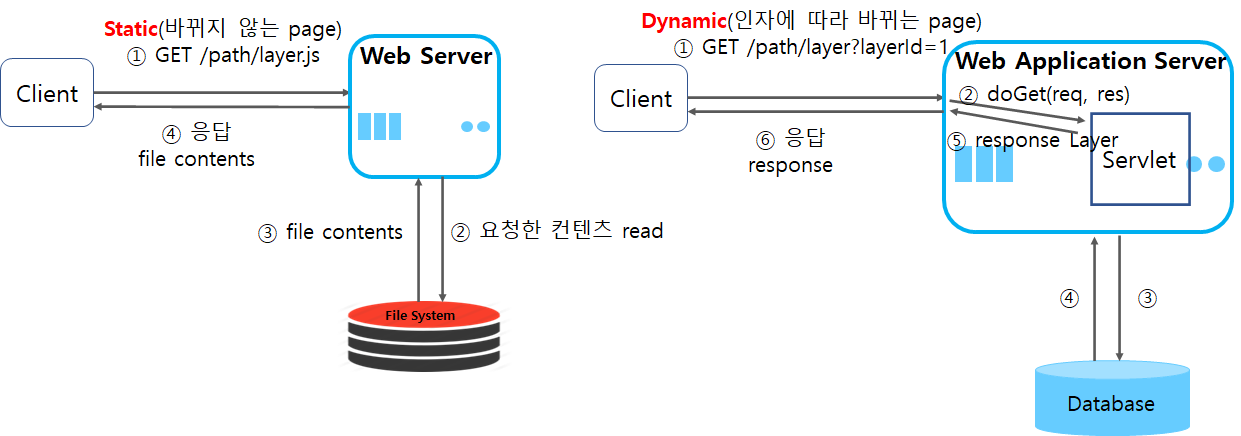 Static(바뀌지 않는 page)
① GET /path/layer.js
Client
Web Server
④ 응답
file contents
③ file contents
② 요청한 컨텐츠 read
File System
Dynamic(인자에 따라 바뀌는 page)
① GET /path/layer?layerId=1
Client
Web Application Server
② doGet(req, res)
⑤ response Layer
Servlet
⑥ 응답
response
④
③
Database